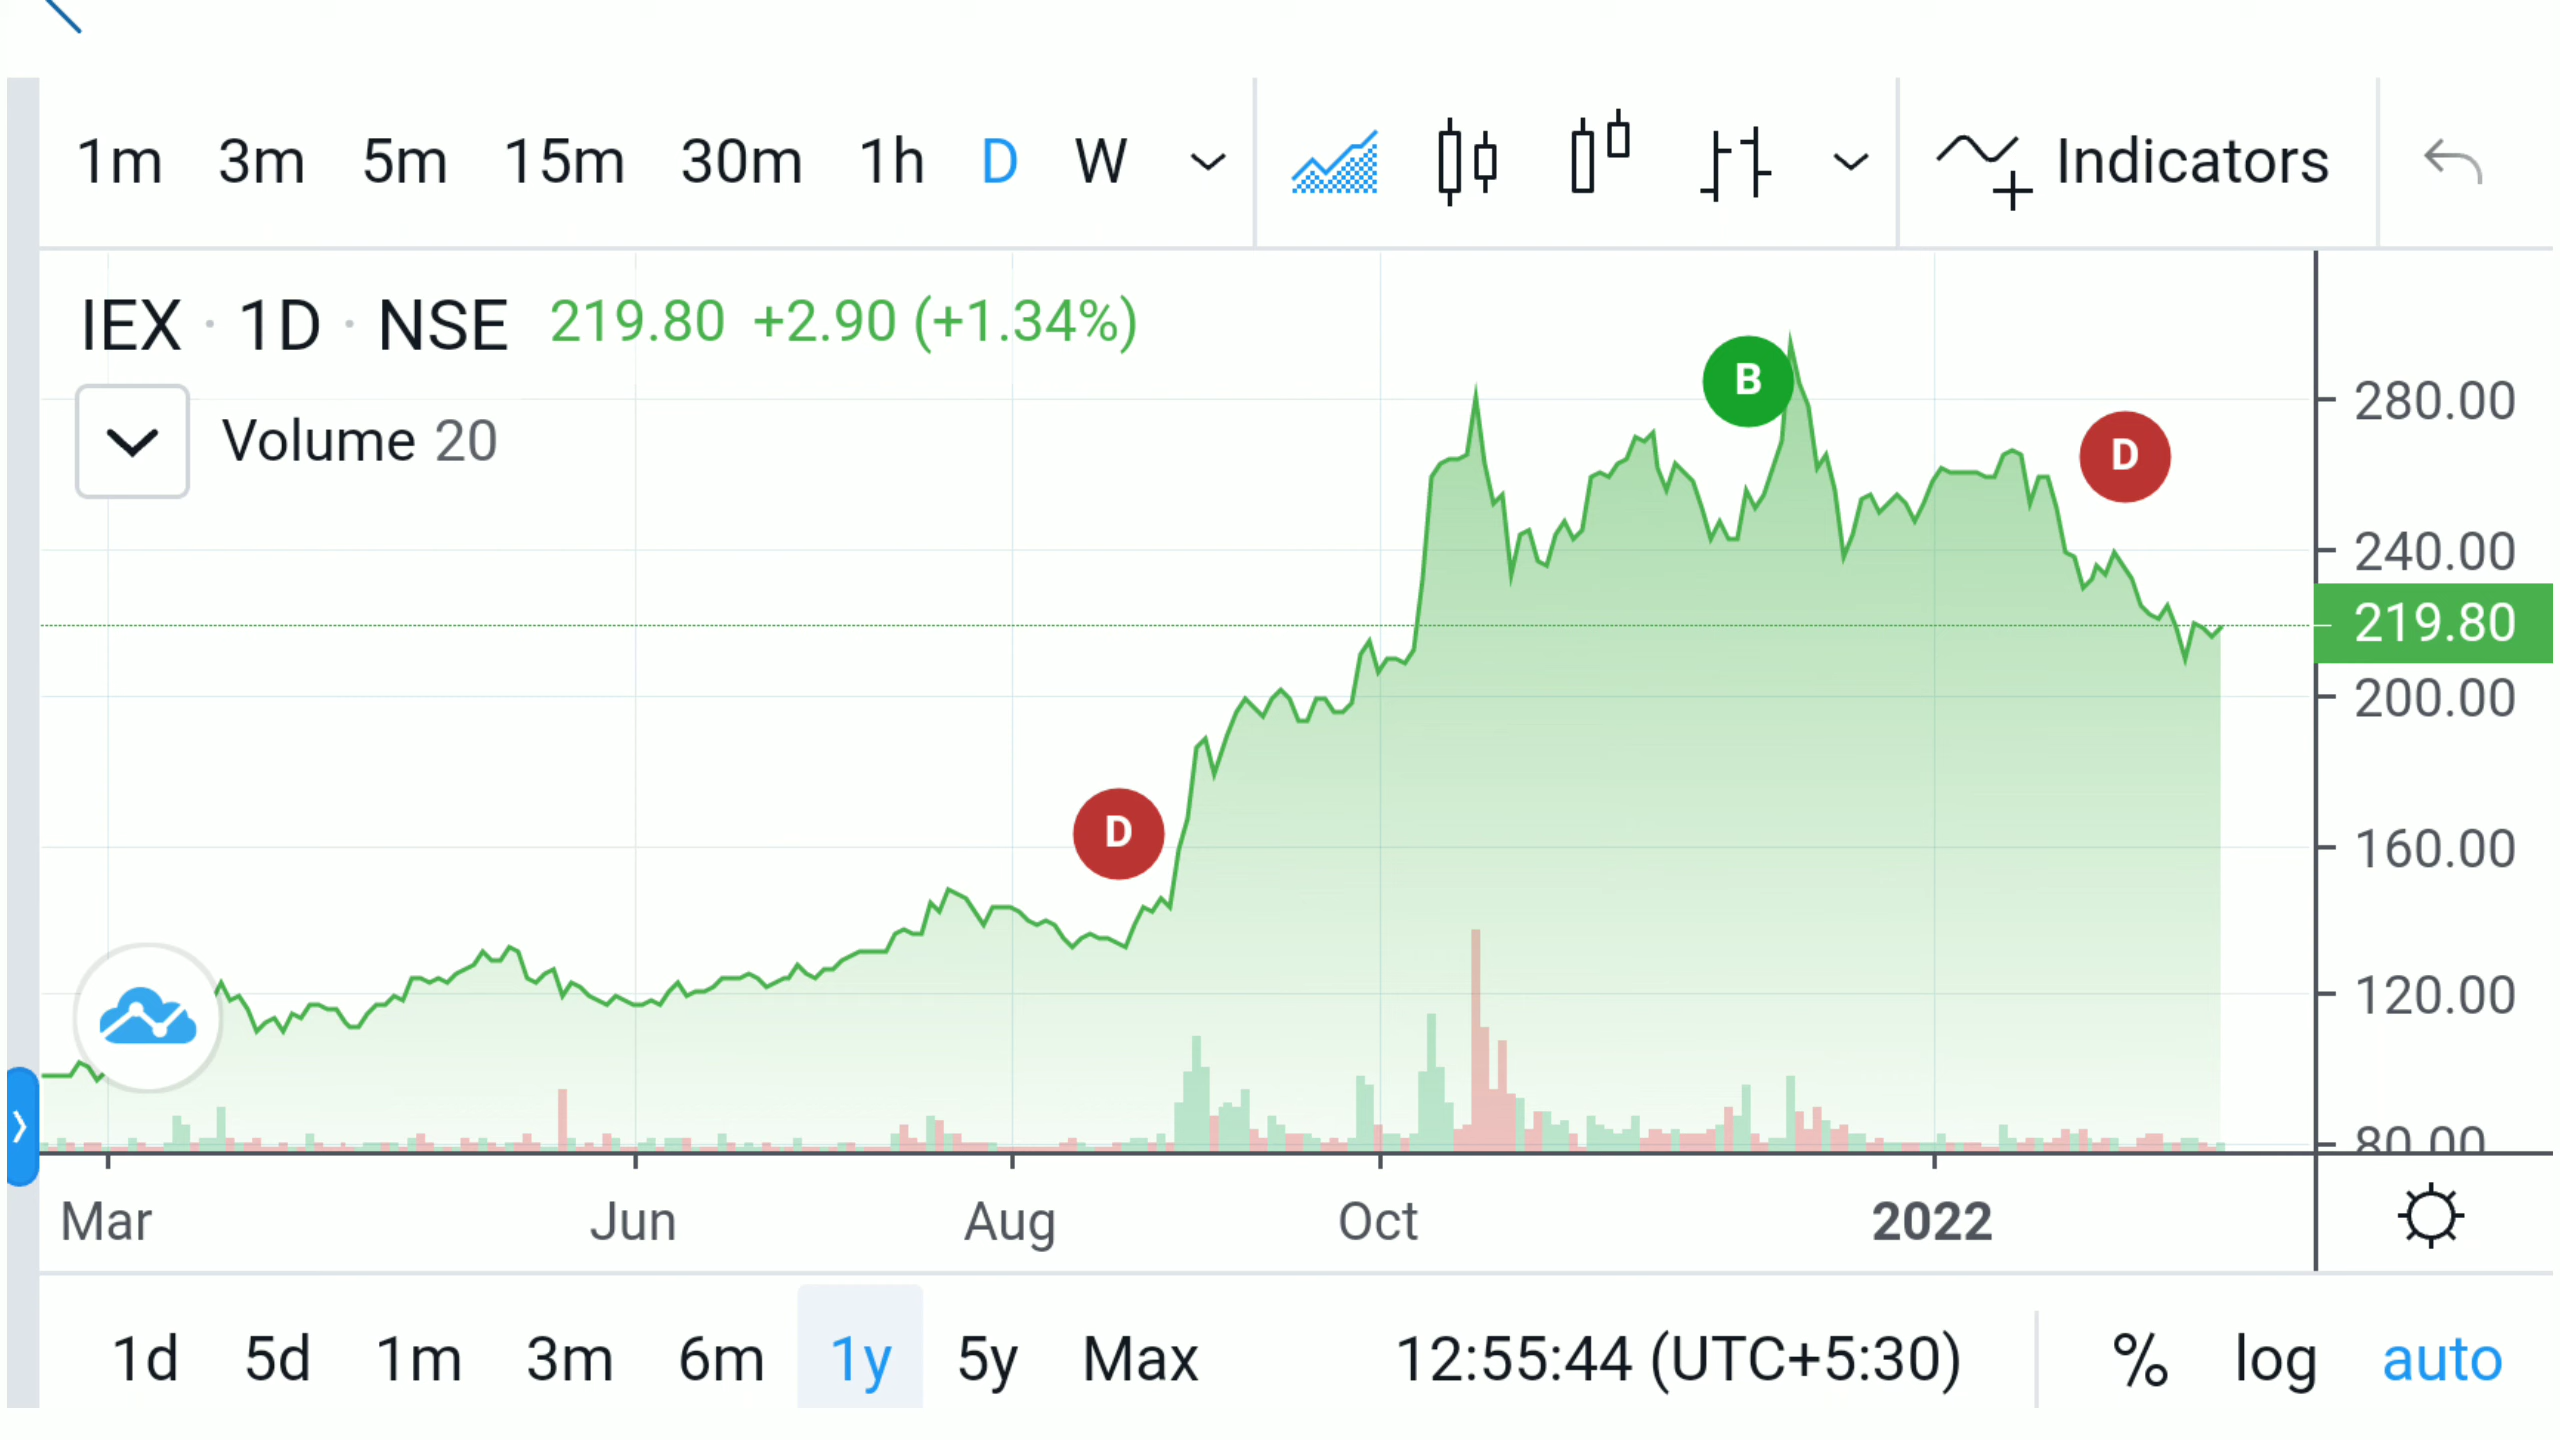 1m 3m 5m 15m 30m 1h D W Indicators
IEX · 1D · NSE 219.80 +2.90 (+1.34%)
Volume 20
B
D
D
280.00
240.00
219.80
200.00
160.00
120.00
80.00
Mar Jun Aug Oct 2022
1d 5d 1m 3m 6m 1y 5y Max 12:55:44 (UTC+5:30) % log auto